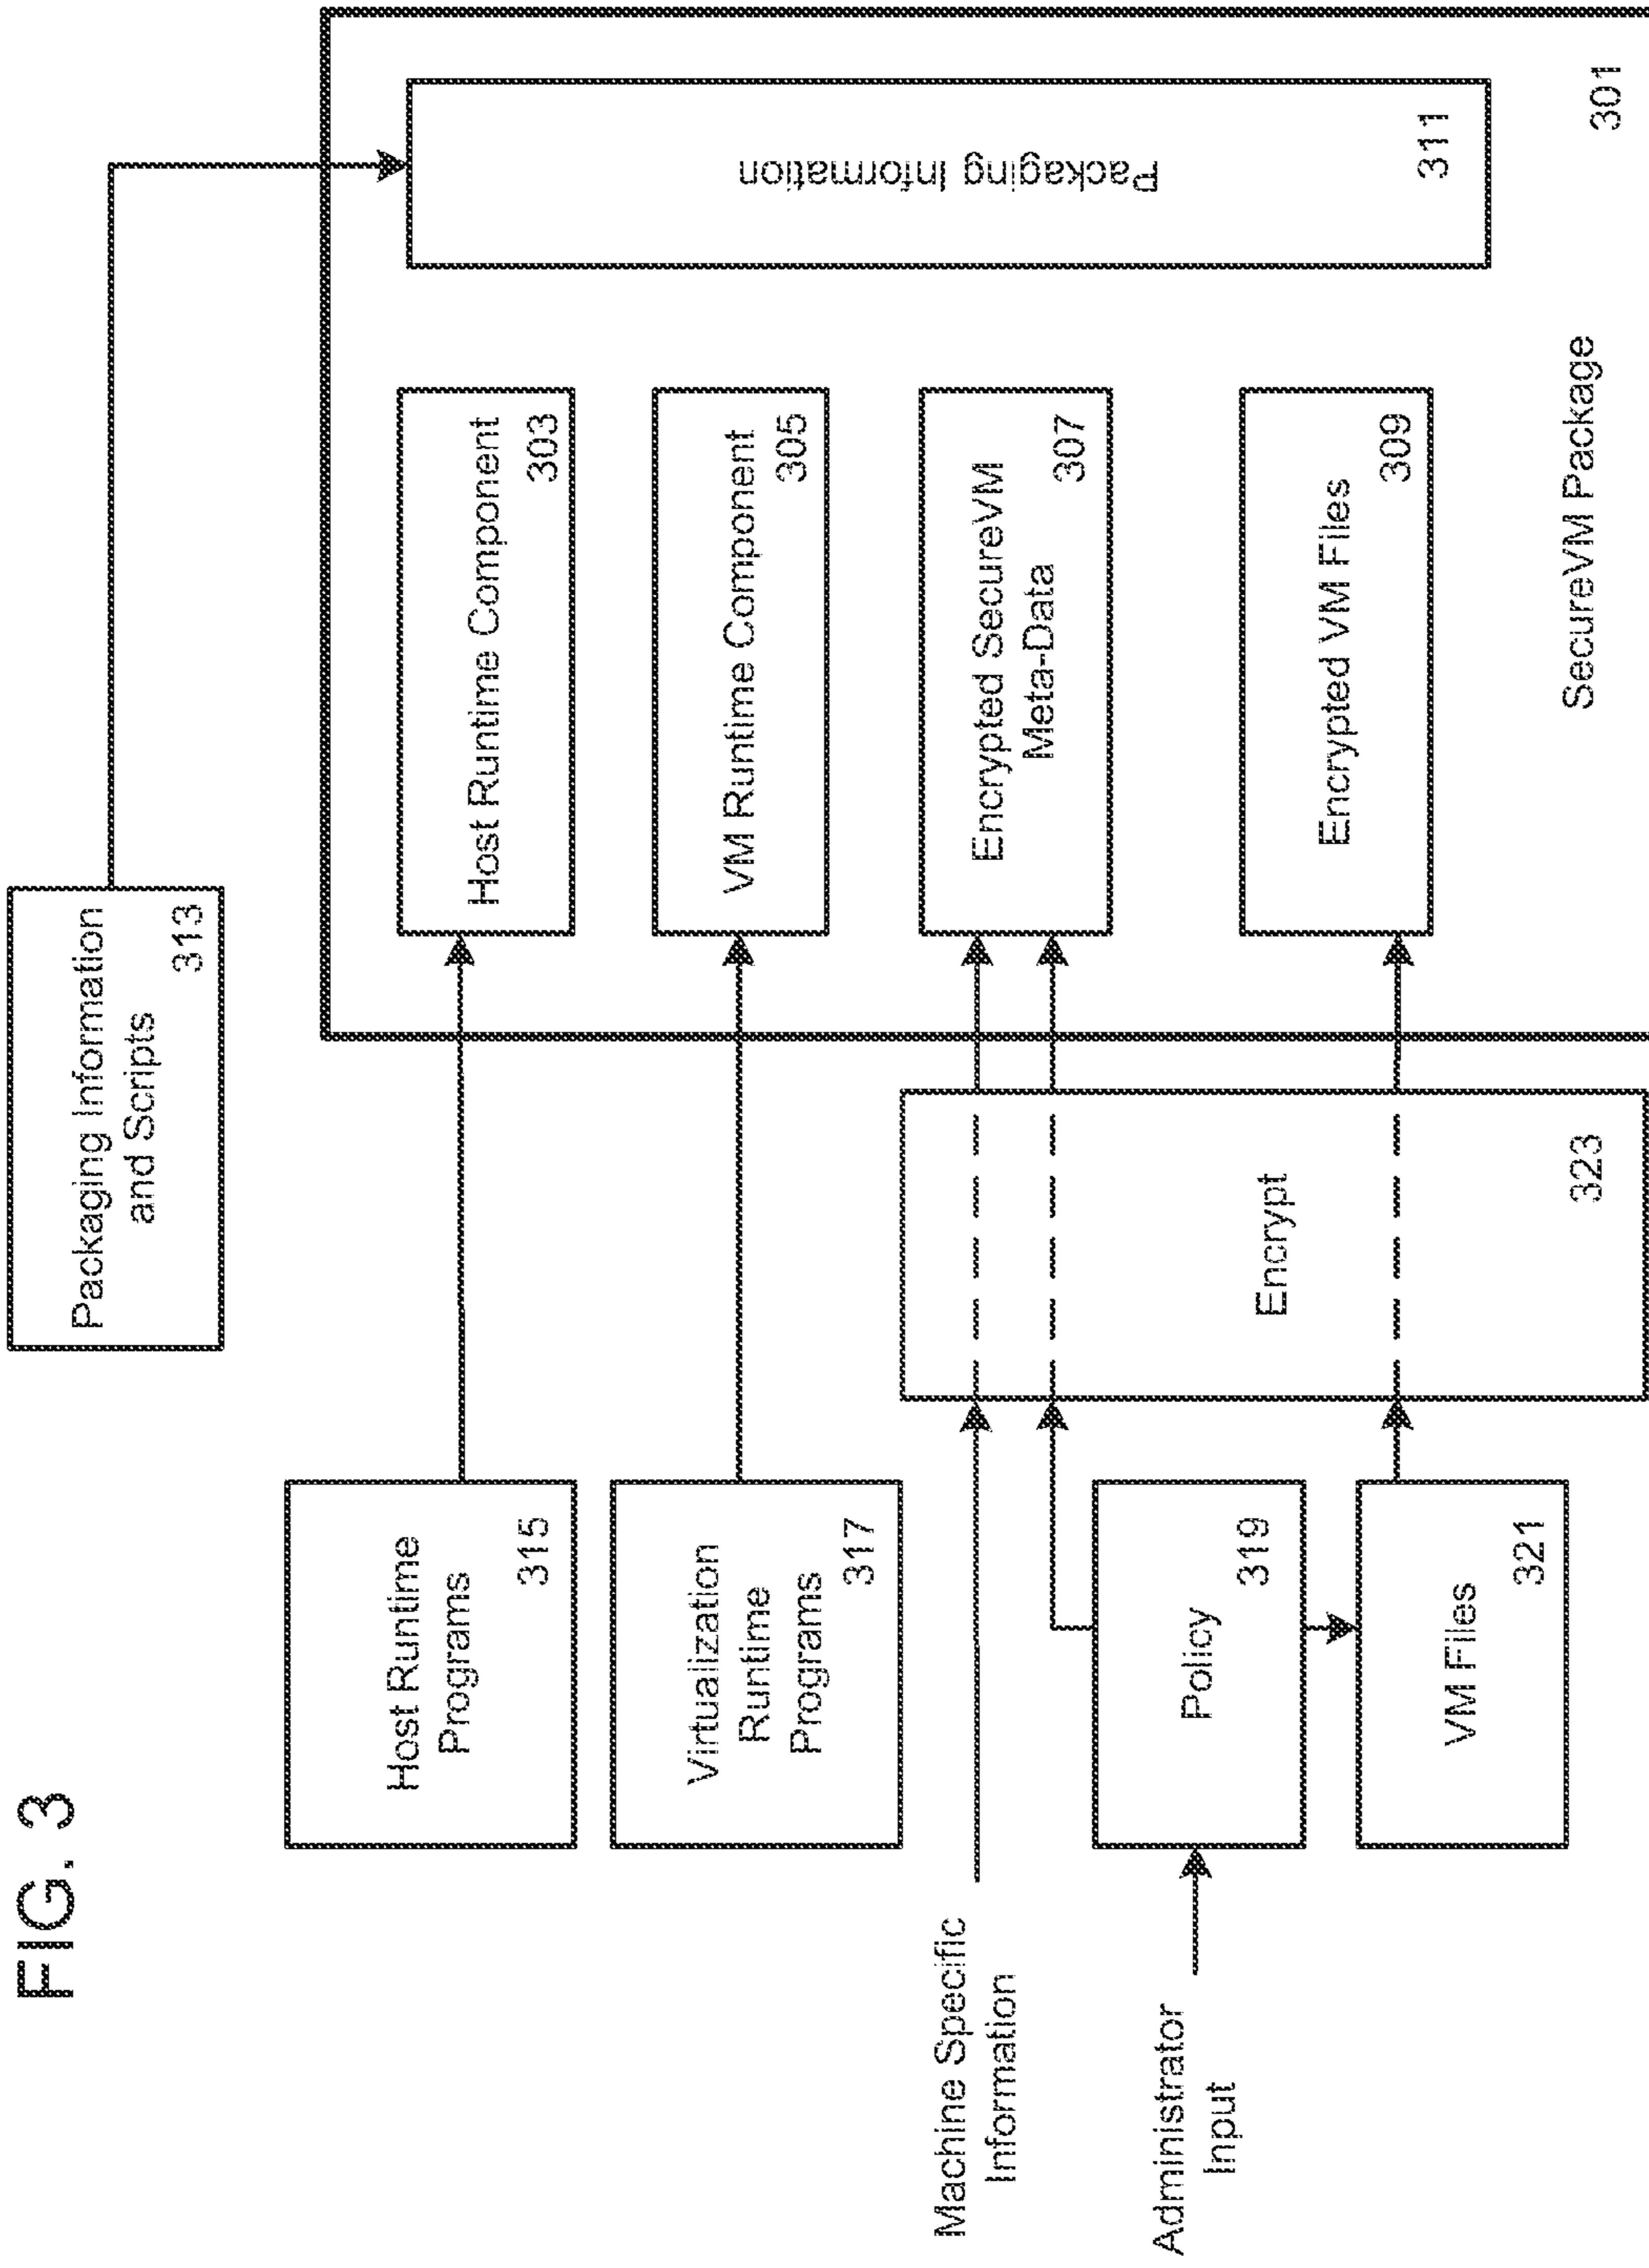 FIG. 3
Packaging Information
and Scripts
313
Host Runtime
Programs
315
Host Runtime Component
303
Virtualization
Runtime
Programs
317
VM Runtime Component
305
Machine Specific
Information
Encrypt
323
Encrypted SecureVM
Meta-Data
307
Administrator
Input
Policy
319
VM Files
321
Encrypted VM Files
309
Packaging Information
311
SecureVM Package
301